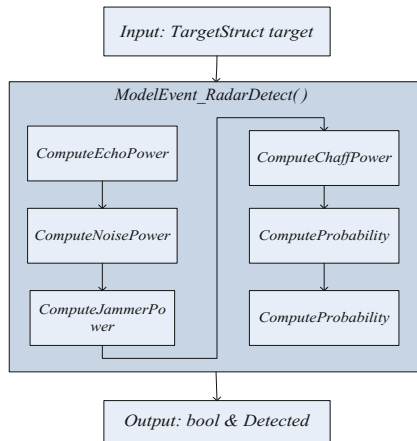 Input: TargetStruct target
ModelEvent_RadarDetect( )
ComputeEchoPower
ComputeNoisePower
ComputeJammerPo
wer
ComputeChaffPower
ComputeProbability
ComputeProbability
Output: bool & Detected